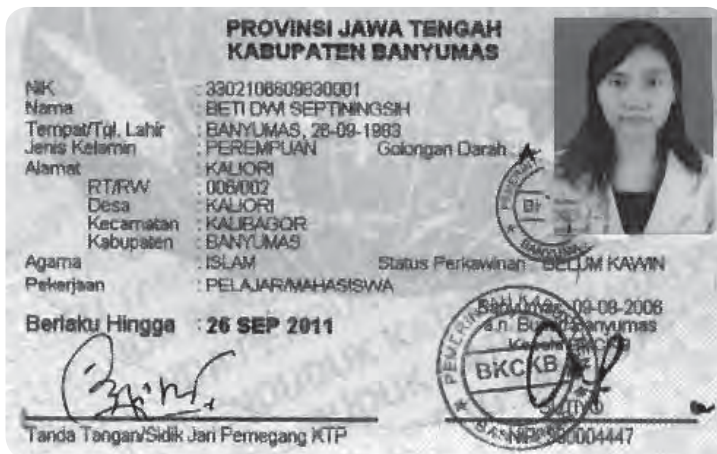 PROVINSI JAWA TENGAH
KABUPATEN BANYUMAS
NIK : 3302106609830001
Nama : BETI DWI SEPTININGSIH
Tempat/Tgl. Lahir : BANYUMAS, 26-09-1983
Jenis Kelamin : PEREMPUAN Golongan Darah :
Alamat : KALIORI
RT/RW : 006/002
Desa : KALIORI
Kecamatan : KALIBAGOR
Kabupaten : BANYUMAS
Agama : ISLAM Status Perkawinan : BELUM KAWIN
Pekerjaan : PELAJAR/MAHASISWA
Banyumas, 09-08-2006
Berlaku Hingga : 26 SEP 2011 a.n. Bupati Banyumas
BKCKB
Tanda Tangan/Sidik Jari Pemegang KTP